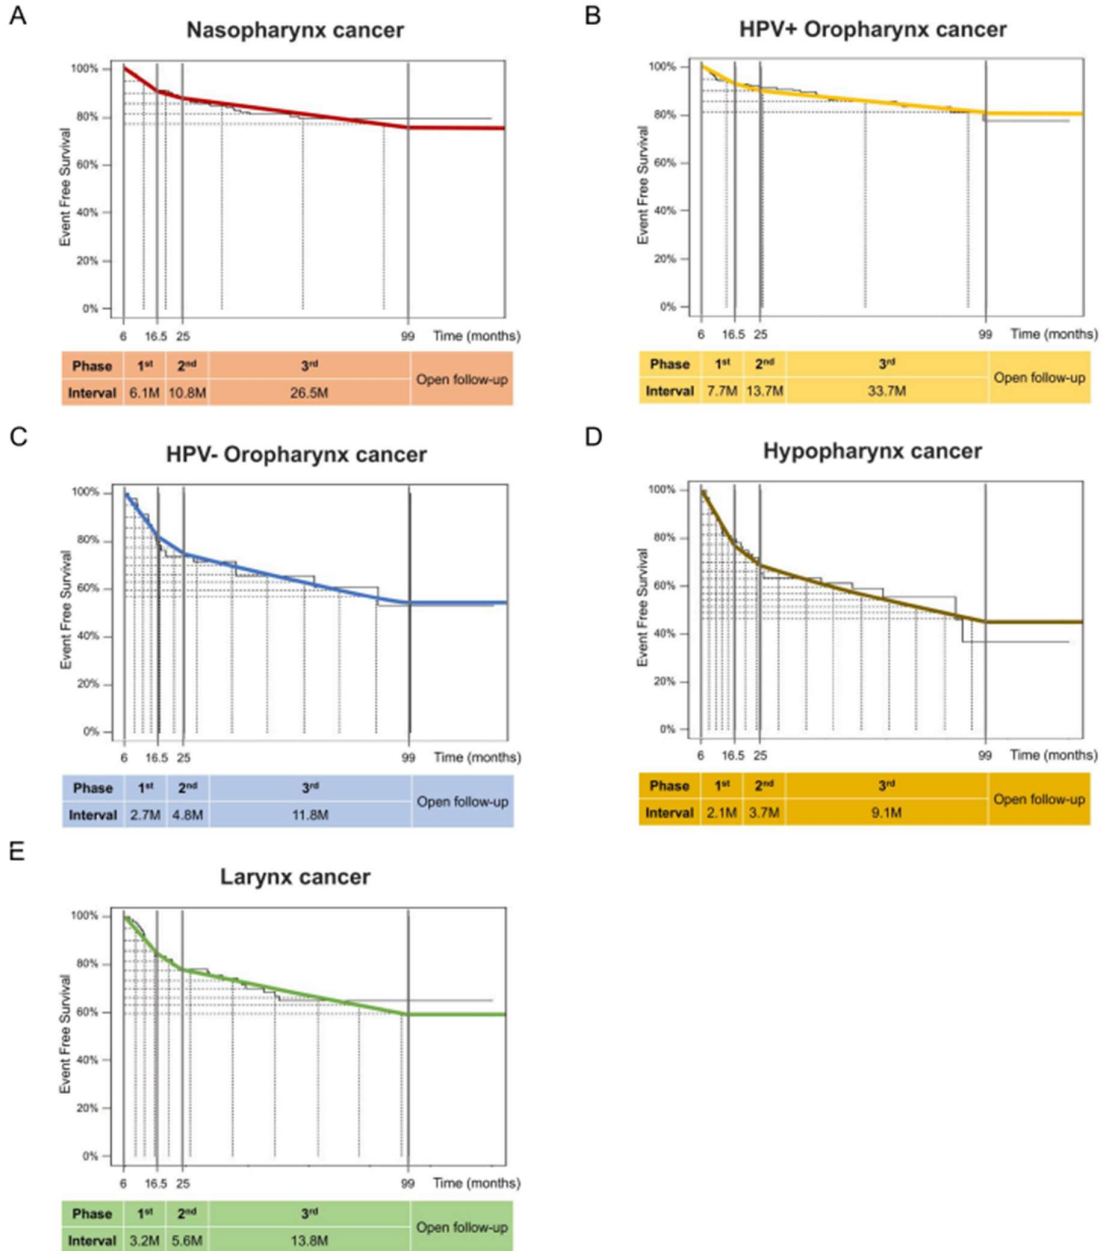 A
Nasopharynx cancer
Event Free Survival
100%
80%
60%
40%
20%
0%
6 16.5 25 99 Time (months)
Phase 1st 2nd 3rd Open follow-up
Interval 6.1M 10.8M 26.5M
B
HPV+ Oropharynx cancer
Event Free Survival
100%
80%
60%
40%
20%
0%
6 16.5 25 99 Time (months)
Phase 1st 2nd 3rd Open follow-up
Interval 7.7M 13.7M 33.7M
C
HPV- Oropharynx cancer
Event Free Survival
100%
80%
60%
40%
20%
0%
6 16.5 25 99 Time (months)
Phase 1st 2nd 3rd Open follow-up
Interval 2.7M 4.8M 11.8M
D
Hypopharynx cancer
Event Free Survival
100%
80%
60%
40%
20%
0%
6 16.5 25 99 Time (months)
Phase 1st 2nd 3rd Open follow-up
Interval 2.1M 3.7M 9.1M
E
Larynx cancer
Event Free Survival
100%
80%
60%
40%
20%
0%
6 16.5 25 99 Time (months)
Phase 1st 2nd 3rd Open follow-up
Interval 3.2M 5.6M 13.8M